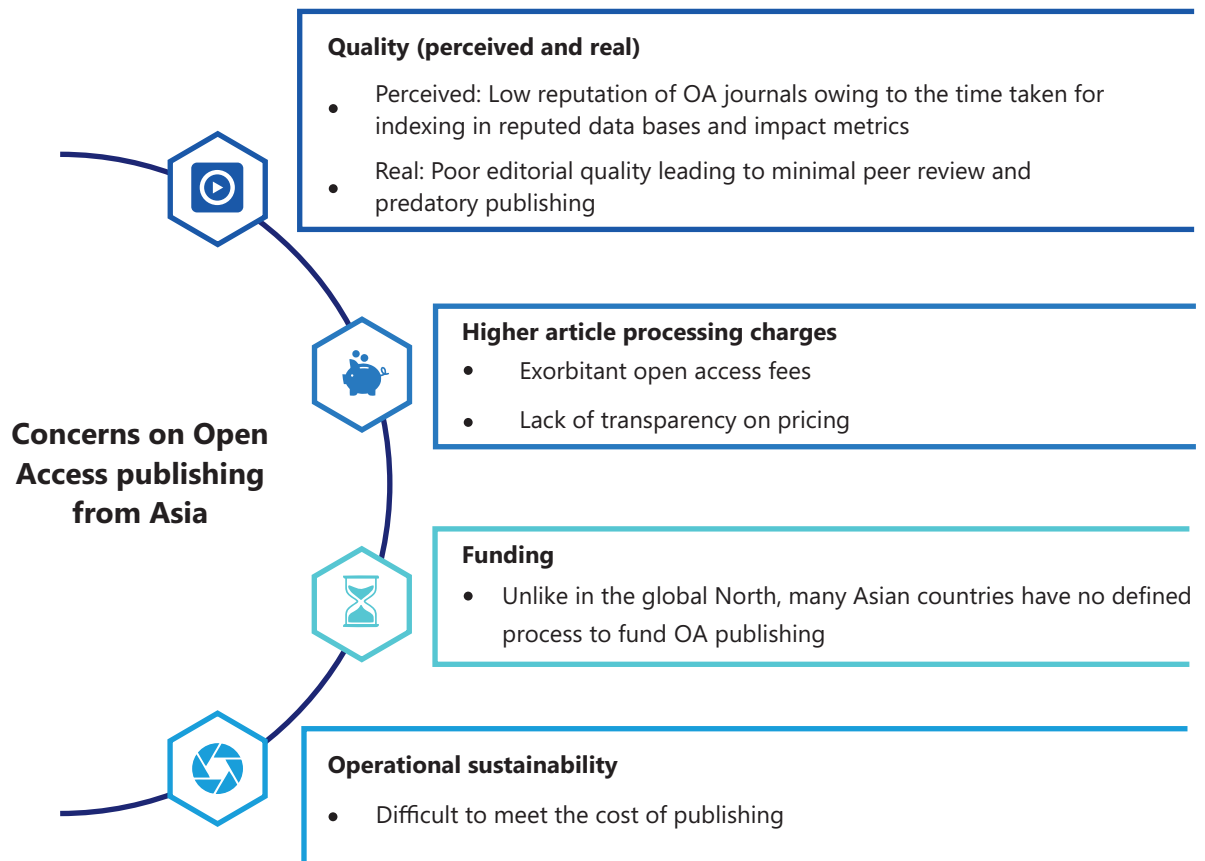 Quality (perceived and real)
• Perceived: Low reputation of OA journals owing to the time taken for
indexing in reputed data bases and impact metrics
• Real: Poor editorial quality leading to minimal peer review and
predatory publishing
Higher article processing charges
• Exorbitant open access fees
• Lack of transparency on pricing
Concerns on Open
Access publishing
from Asia
Funding
• Unlike in the global North, many Asian countries have no defined
process to fund OA publishing
Operational sustainability
• Difficult to meet the cost of publishing